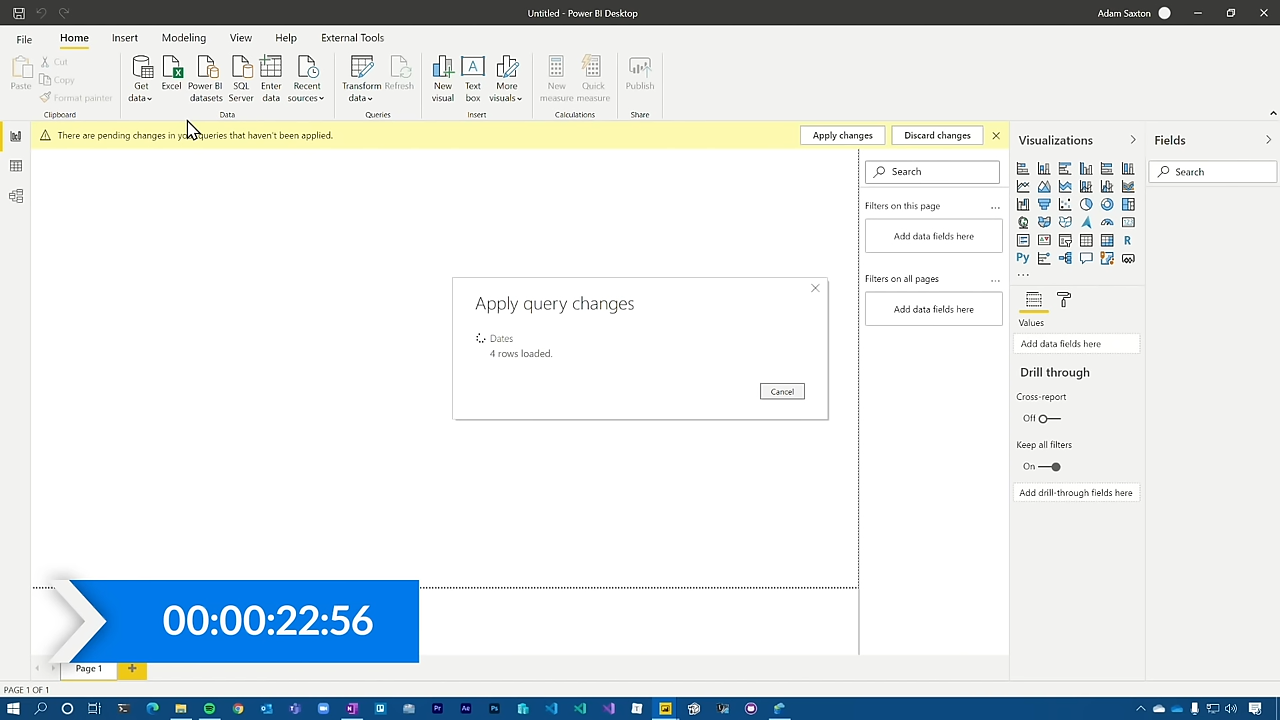 Untitled - Power BI Desktop
Adam Saxton
File
Home
Insert
Modeling
View
Help
External Tools
Paste
Cut
Copy
Format painter
Clipboard
Get data
Excel
Power BI datasets
SQL Server
Enter data
Recent sources
Data
Transform data
Refresh
Queries
New visual
Text box
More visuals
Insert
New measure
Quick measure
Calculations
Publish
Share
There are pending changes in your queries that haven't been applied.
Apply changes
Discard changes
Search
Filters on this page
...
Add data fields here
Filters on all pages
...
Add data fields here
Visualizations
R
Py
...
Values
Add data fields here
Drill through
Cross-report
Off
Keep all filters
On
Add drill-through fields here
Fields
Search
Apply query changes
Dates
4 rows loaded.
Cancel
00:00:22:56
Page 1
PAGE 1 OF 1